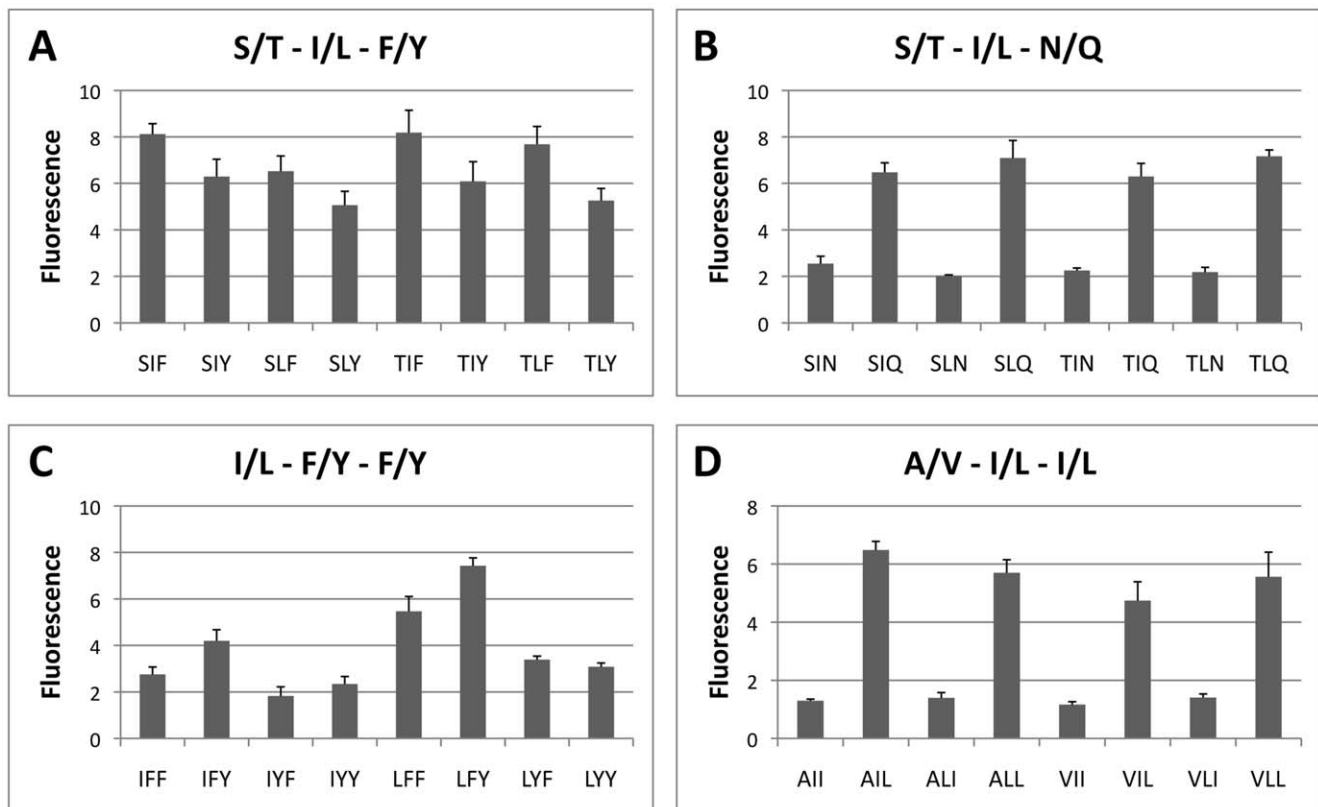 A
S/T - I/L - F/Y
Fluorescence
10
8
6
4
2
0
SIF SIY SLF SLY TIF TIY TLF TLY
B
S/T - I/L - N/Q
Fluorescence
10
8
6
4
2
0
SIN SIQ SLN SLQ TIN TIQ TLN TLQ
C
I/L - F/Y - F/Y
Fluorescence
10
8
6
4
2
0
IFF IFY IYF IYY LFF LFY LYF LYY
D
A/V - I/L - I/L
Fluorescence
8
6
4
2
0
AII AIL ALI ALL VII VIL VLI VLL